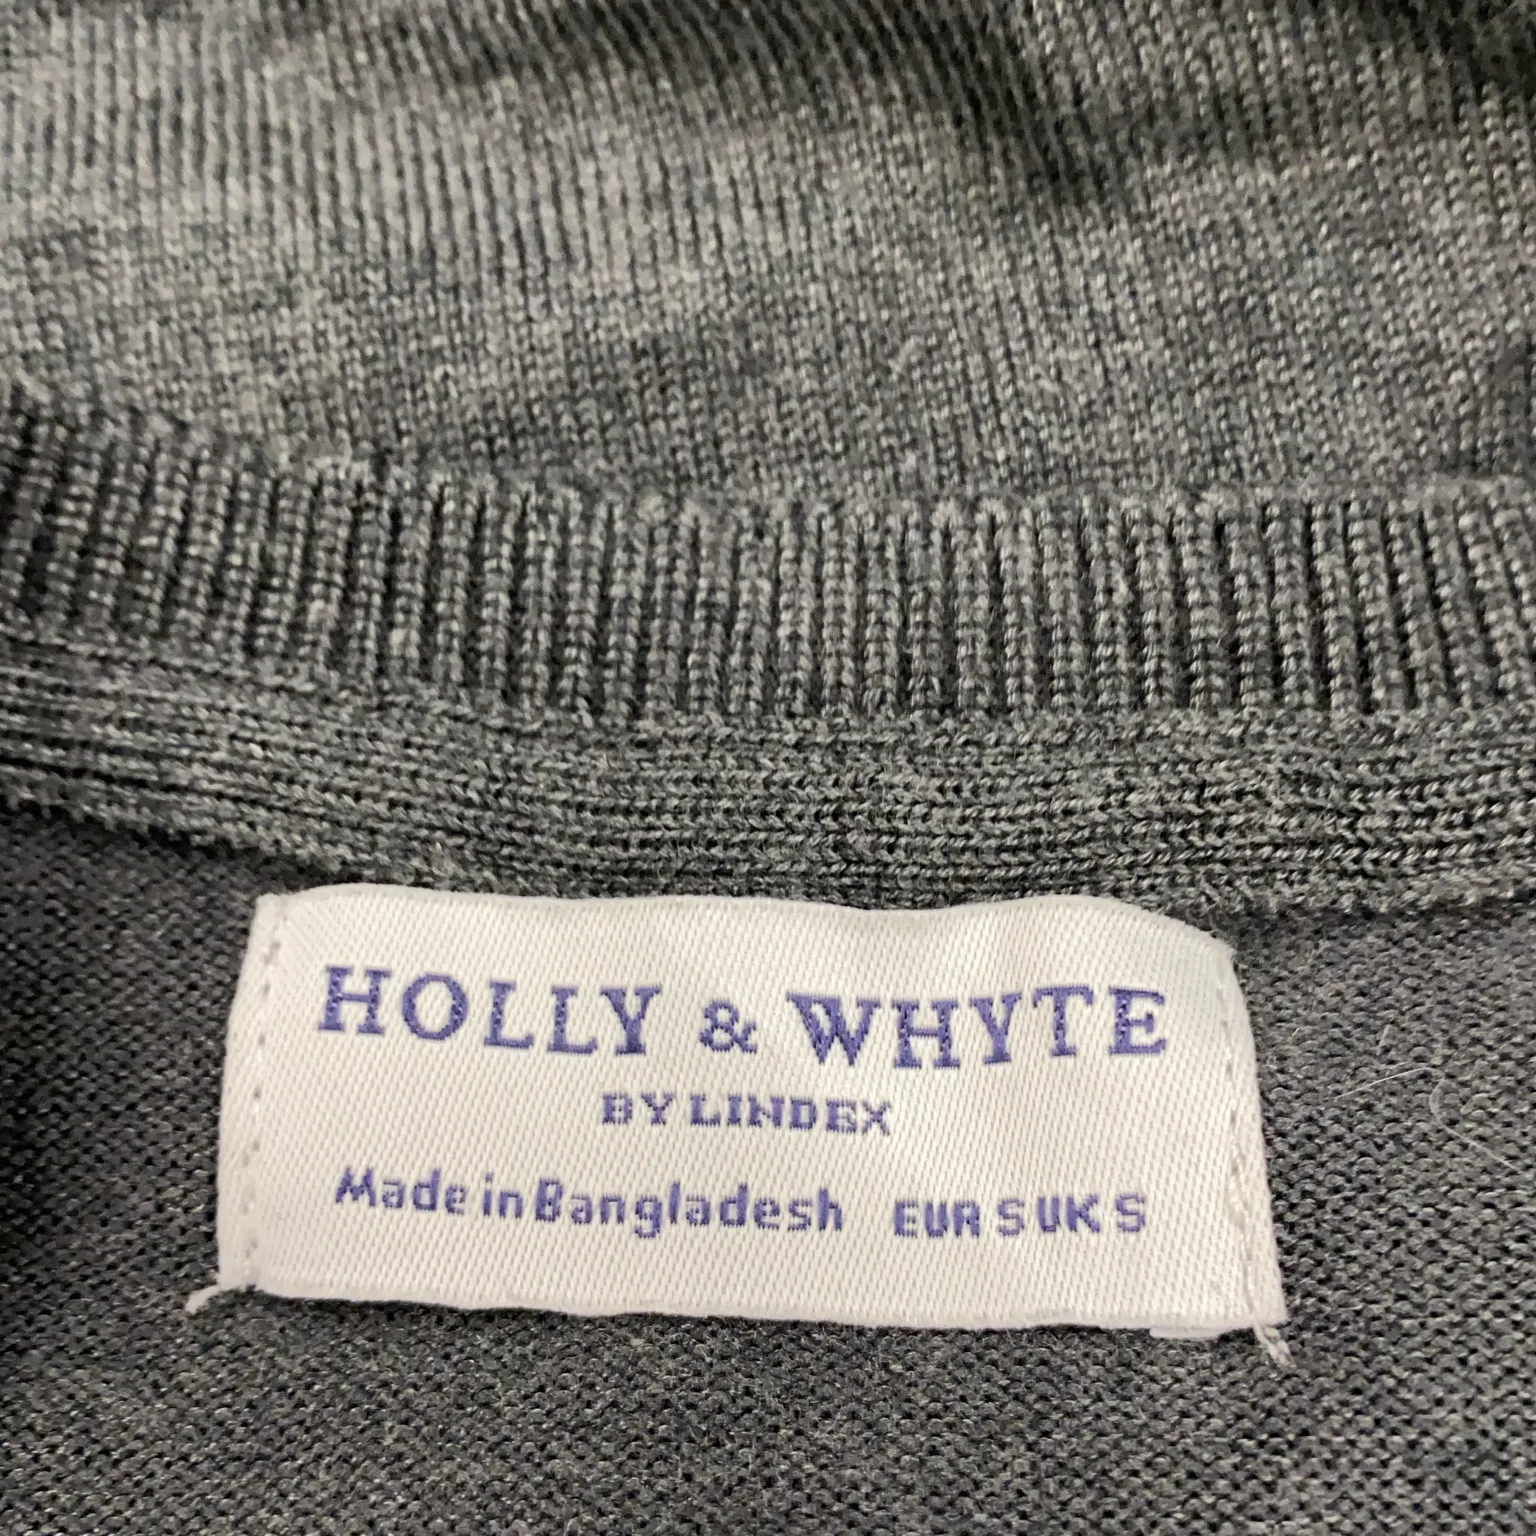 HOLLY & WHYTE
BY LINDEX
Made in Bangladesh EUR S UK S